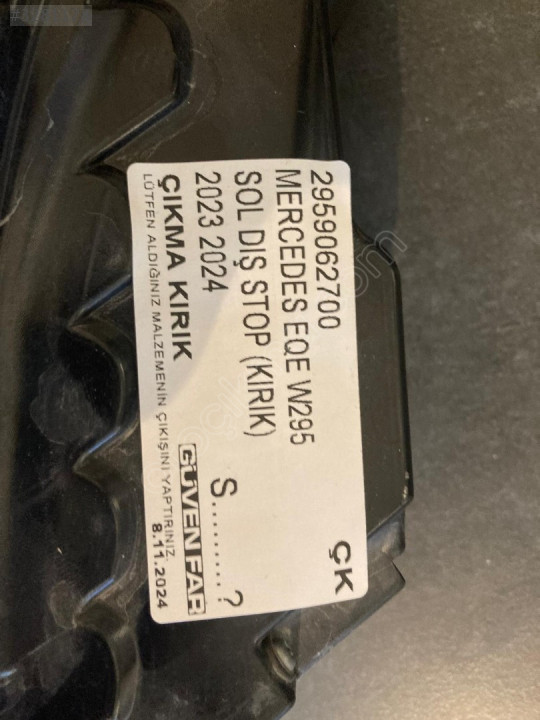 2959062700
MERCEDES EQE W295
SOL DIŞ STOP (KIRIK)
2023 2024
ÇIKMA KIRIK
LÜTFEN ALDIĞINIZ MALZEMENİN ÇIKIŞINI YAPTIRINIZ.
ÇK
S..........?
GÜVEN FAR
8.11.2024